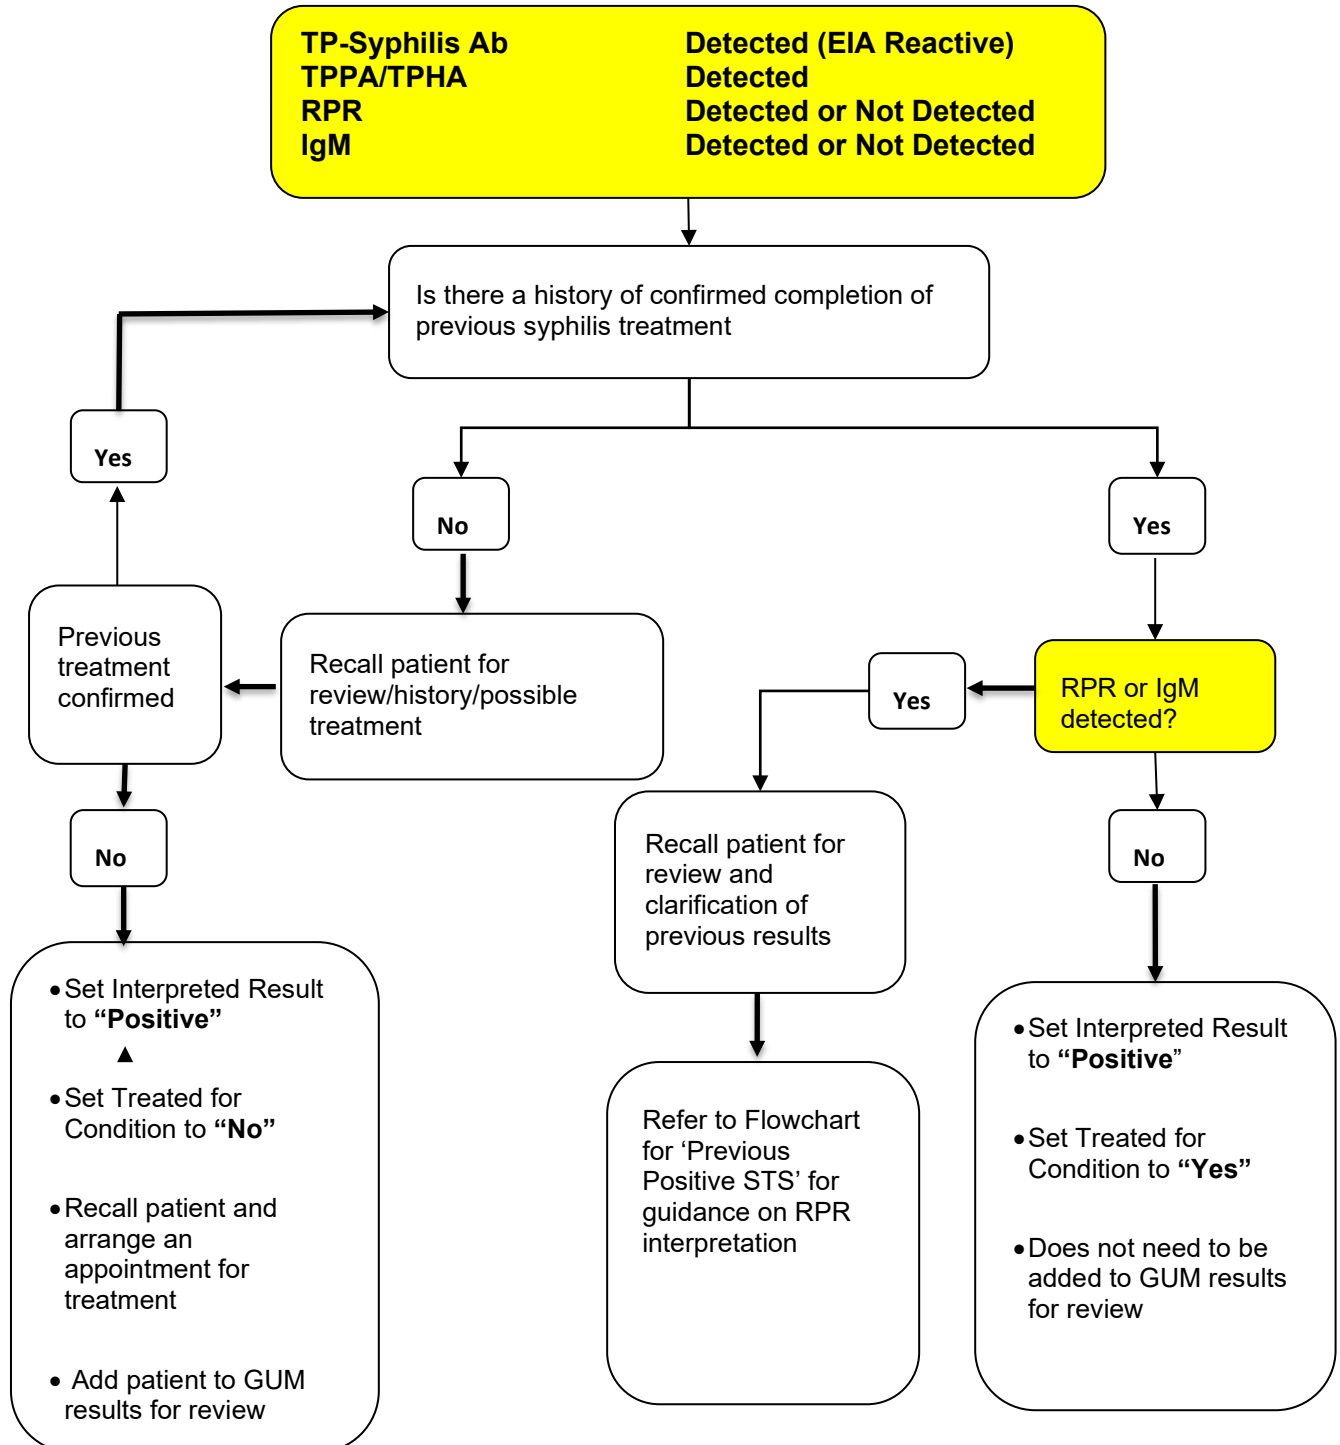 TP-Syphilis Ab Detected (EIA Reactive)
TPPA/TPHA Detected
RPR Detected or Not Detected
IgM Detected or Not Detected
Is there a history of confirmed completion of
previous syphilis treatment
Yes
No
Yes
Previous
treatment
confirmed
Recall patient for
review/history/possible
treatment
Yes
RPR or IgM
detected?
No
Recall patient for
review and
clarification of
previous results
No
•Set Interpreted Result
to “Positive”
•Set Treated for
Condition to “No”
•Recall patient and
arrange an
appointment for
treatment
• Add patient to GUM
results for review
Refer to Flowchart
for ‘Previous
Positive STS’ for
guidance on RPR
interpretation
•Set Interpreted Result
to “Positive”
•Set Treated for
Condition to “Yes”
•Does not need to be
added to GUM results
for review